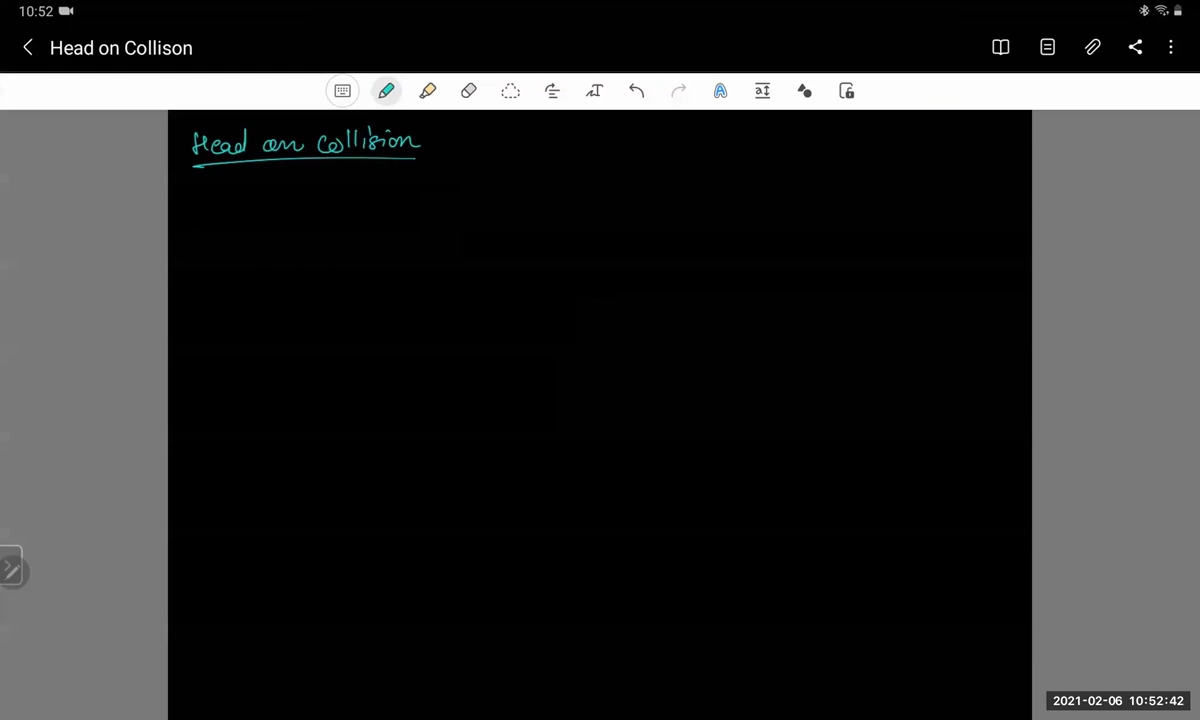 10:52
Head on Collison
Head on Collision
2021-02-06 10:52:42